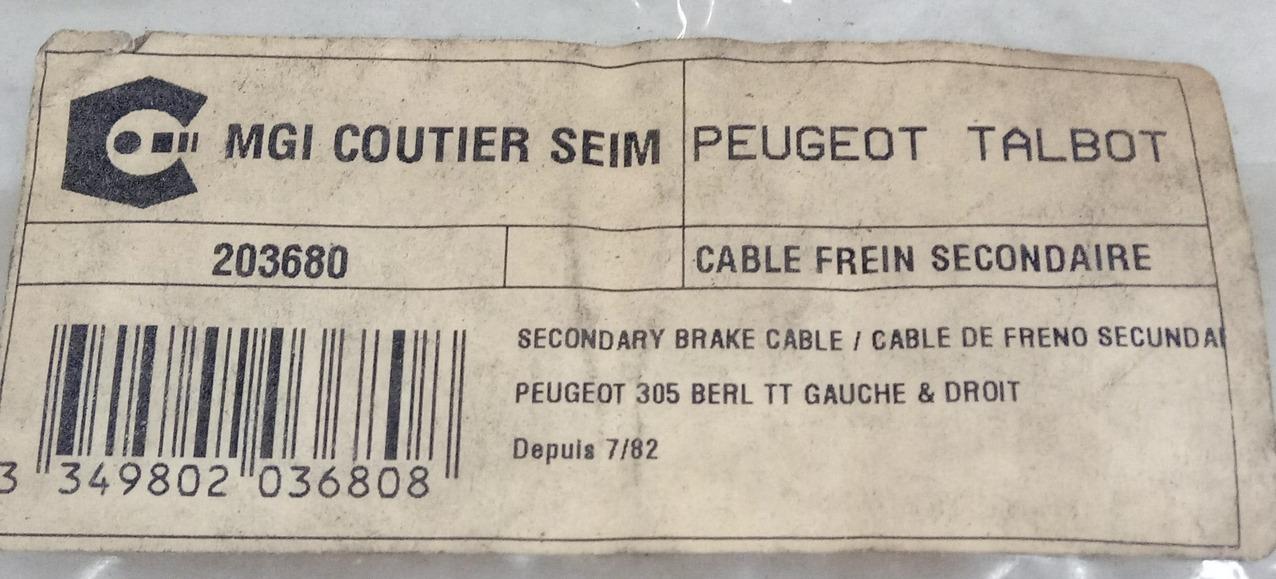 MGI COUTIER SEIM
PEUGEOT TALBOT
203680
CABLE FREIN SECONDAIRE
SECONDARY BRAKE CABLE / CABLE DE FRENO SECUNDA
PEUGEOT 305 BERL TT GAUCHE & DROIT
Depuis 7/82
3 349802 036808